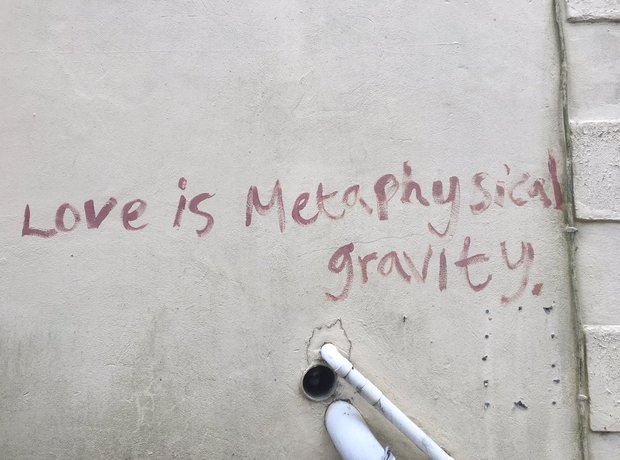 Love is Metaphysical
gravity.